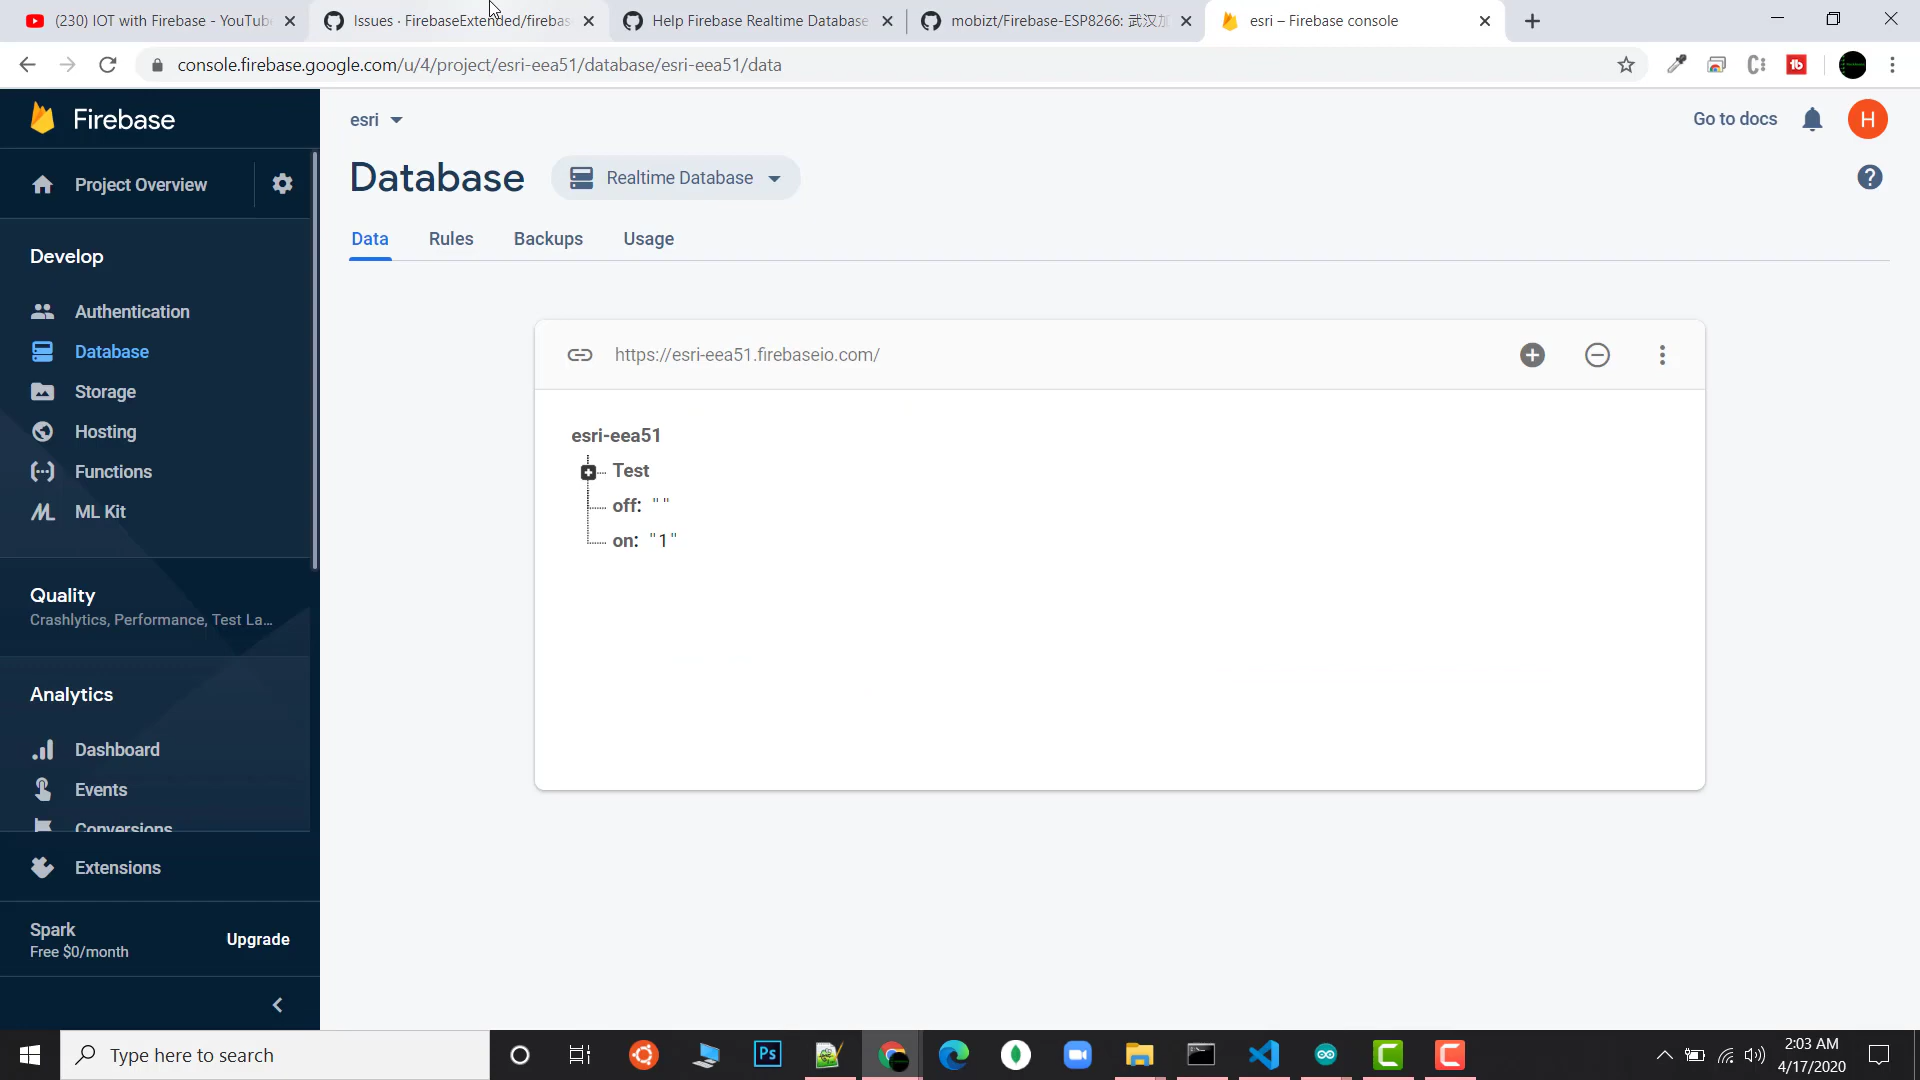 (230) IOT with Firebase - YouTub
Issues · FirebaseExtended/firebas
Help Firebase Realtime Database
mobizt/Firebase-ESP8266: 武汉加
esri – Firebase console
console.firebase.google.com/u/4/project/esri-eea51/database/esri-eea51/data
Firebase
esri
Go to docs
H
Project Overview
Database
Realtime Database
Data
Rules
Backups
Usage
Develop
Authentication
Database
Storage
Hosting
Functions
ML Kit
https://esri-eea51.firebaseio.com/
esri-eea51
Test
off: ""
on: "1"
Quality
Crashlytics, Performance, Test La...
Analytics
Dashboard
Events
Conversions
Extensions
Spark
Free $0/month
Upgrade
Type here to search
Ps
2:03 AM
4/17/2020